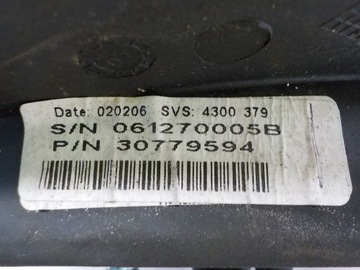 Date: 020206 SVS: 4300 379
S/N 061270005B
P/N 30779594